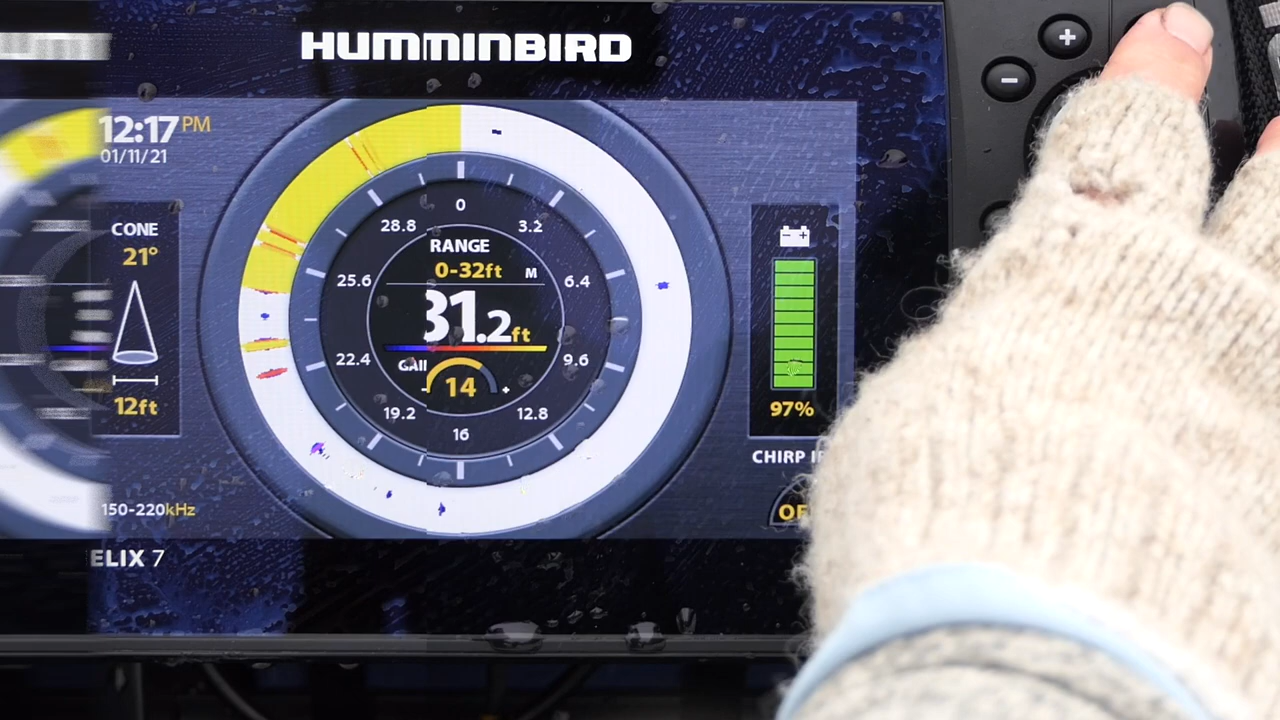 HUMMINBIRD
12:17 PM
01/11/21
CONE
21°
12ft
150-220kHz
0
3.2
6.4
9.6
12.8
16
19.2
22.4
25.6
28.8
RANGE
0-32ft M
31.2ft
14
- +
97%
CHIRP
ELIX 7
+
-